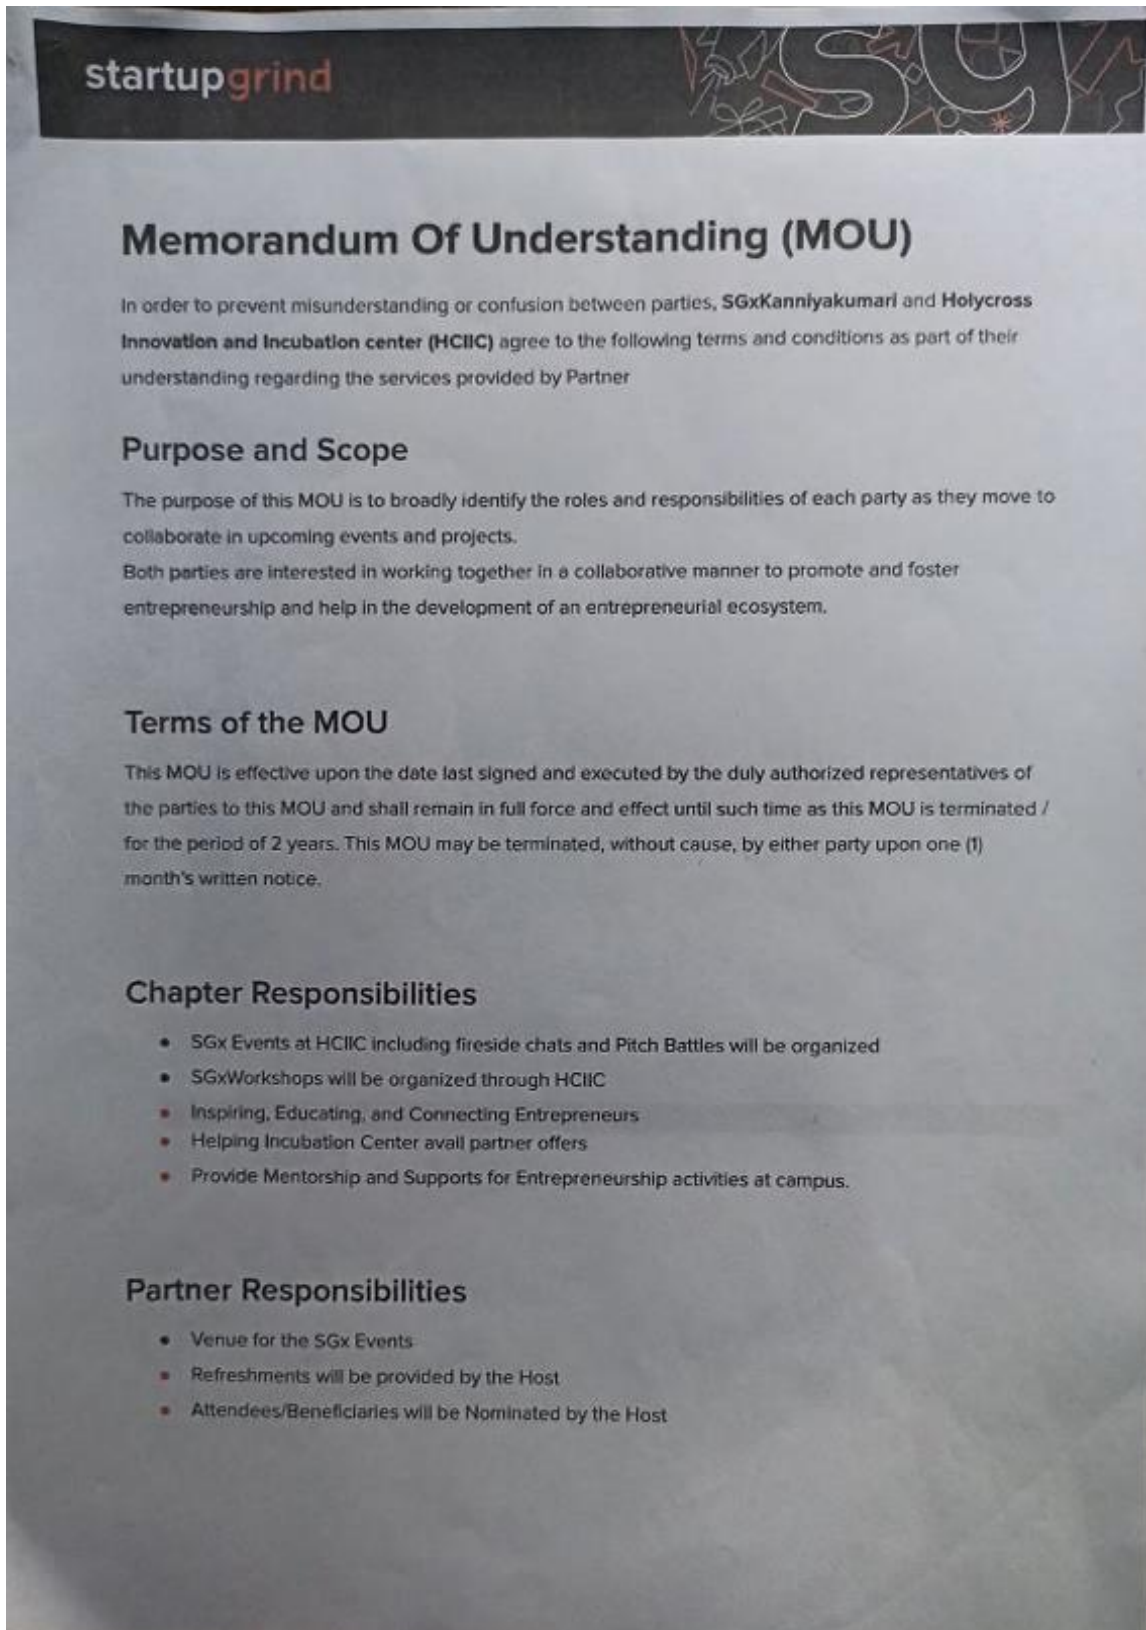 startupgrind
Memorandum Of Understanding (MOU)
In order to prevent misunderstanding or confusion between parties, SGxKanniyakumari and Holycross
Innovation and Incubation center (HCIIC) agree to the following terms and conditions as part of their
understanding regarding the services provided by Partner
Purpose and Scope
The purpose of this MOU is to broadly identify the roles and responsibilities of each party as they move to
collaborate in upcoming events and projects.
Both parties are interested in working together in a collaborative manner to promote and foster
entrepreneurship and help in the development of an entrepreneurial ecosystem.
Terms of the MOU
This MOU is effective upon the date last signed and executed by the duly authorized representatives of
the parties to this MOU and shall remain in full force and effect until such time as this MOU is terminated /
for the period of 2 years. This MOU may be terminated, without cause, by either party upon one (1)
month's written notice.
Chapter Responsibilities
• SGx Events at HCIIC including fireside chats and Pitch Battles will be organized
• SGxWorkshops will be organized through HCIIC
• Inspiring, Educating, and Connecting Entrepreneurs
• Helping Incubation Center avail partner offers
• Provide Mentorship and Supports for Entrepreneurship activities at campus.
Partner Responsibilities
• Venue for the SGx Events
• Refreshments will be provided by the Host
• Attendees/Beneficiaries will be Nominated by the Host